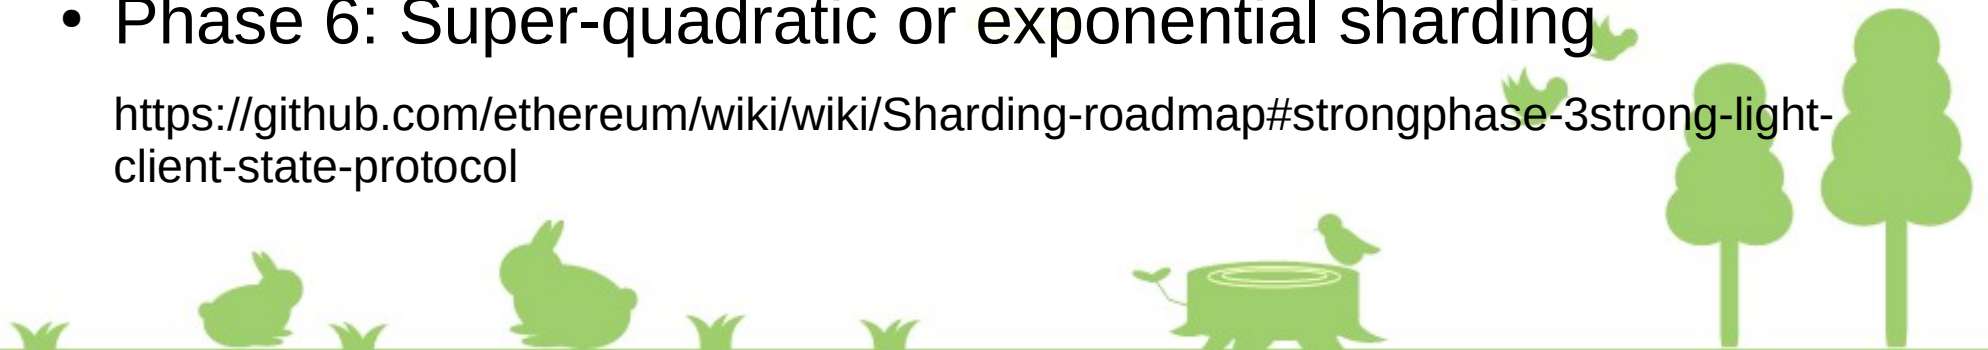 • Phase 6: Super-quadratic or exponential sharding
https://github.com/ethereum/wiki/wiki/Sharding-roadmap#strongphase-3strong-light-
client-state-protocol